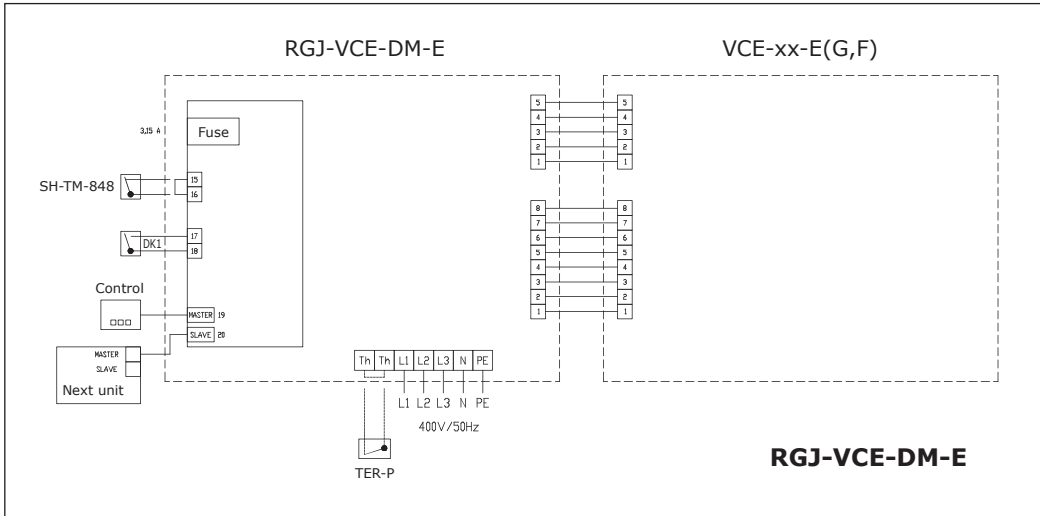 RGJ-VCE-DM-E
VCE-xx-E(G,F)
3,15 A
Fuse
SH-TM-848
15
16
DK1
17
18
Control
MASTER 19
SLAVE 20
MASTER
SLAVE
Next unit
5 5
4 4
3 3
2 2
1 1
8 8
7 7
6 6
5 5
4 4
3 3
2 2
1 1
Th Th L1 L2 L3 N PE
L1 L2 L3 N PE
400V/50Hz
TER-P
RGJ-VCE-DM-E